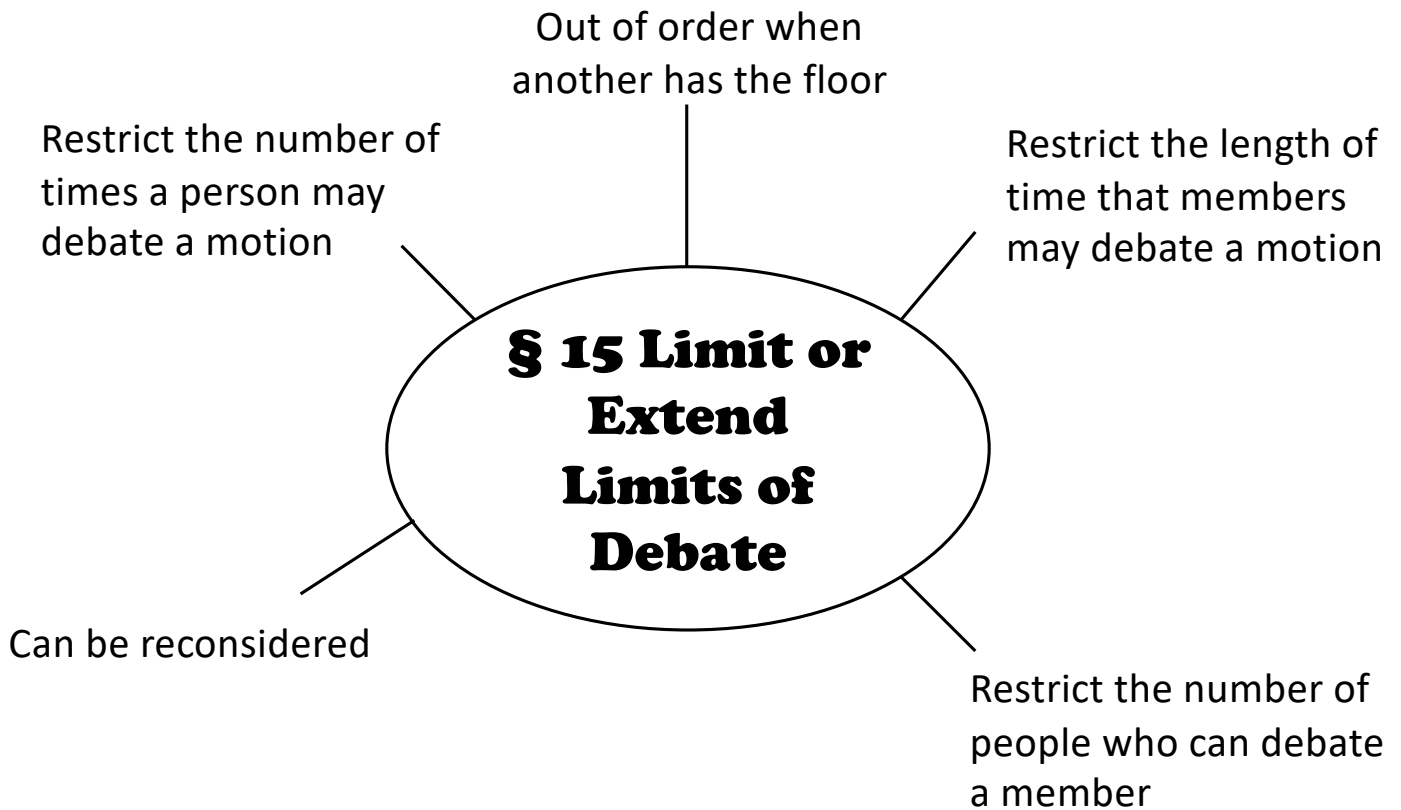 Out of order when
another has the floor
Restrict the number of
times a person may
debate a motion
Restrict the length of
time that members
may debate a motion
§ 15 Limit or
Extend
Limits of
Debate
Can be reconsidered
Restrict the number of
people who can debate
a member